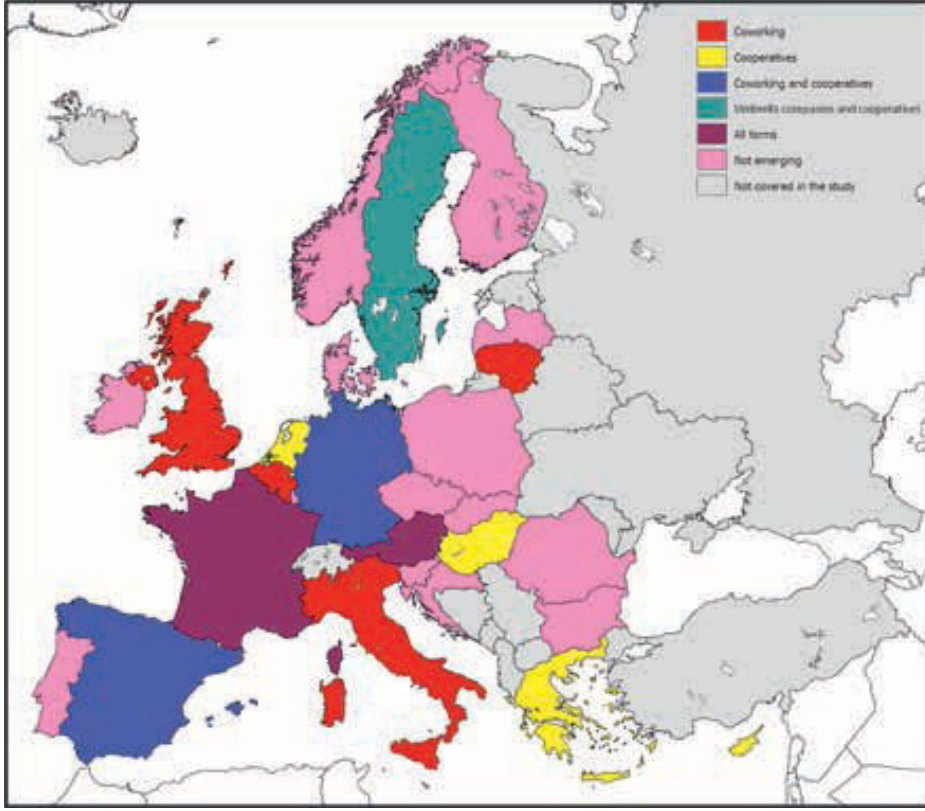 Coworking
Cooperatives
Coworking and cooperatives
Umbrella companies and cooperatives
All forms
Not emerging
Not covered in the study